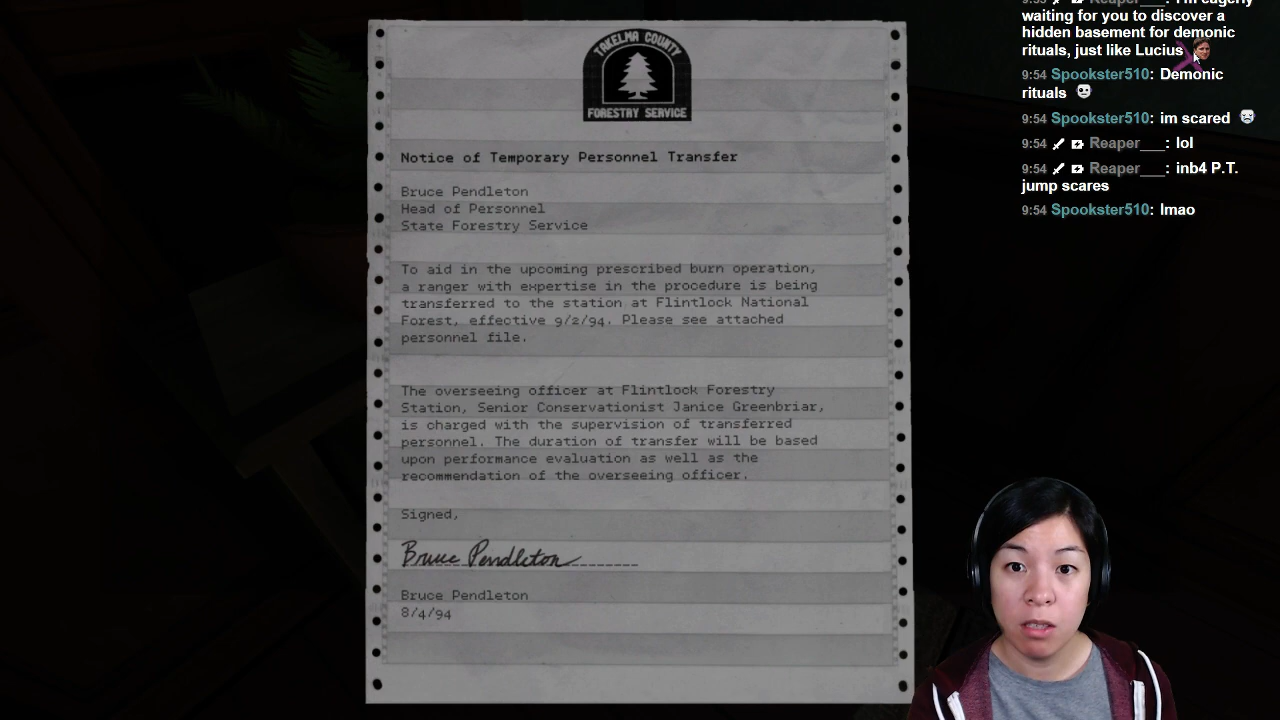 TAKELMA COUNTY
FORESTRY SERVICE
Notice of Temporary Personnel Transfer
Bruce Pendleton
Head of Personnel
State Forestry Service
To aid in the upcoming prescribed burn operation,
a ranger with expertise in the procedure is being
transferred to the station at Flintlock National
Forest, effective 9/2/94. Please see attached
personnel file.
The overseeing officer at Flintlock Forestry
Station, Senior Conservationist Janice Greenbriar,
is charged with the supervision of transferred
personnel. The duration of transfer will be based
upon performance evaluation as well as the
recommendation of the overseeing officer.
Signed,
Bruce Pendleton
Bruce Pendleton
8/4/94
waiting for you to discover a
hidden basement for demonic
rituals, just like Lucius
9:54 Spookster510: Demonic
rituals
9:54 Spookster510: im scared
9:54 Reaper___: lol
9:54 Reaper___: inb4 P.T.
jump scares
9:54 Spookster510: lmao